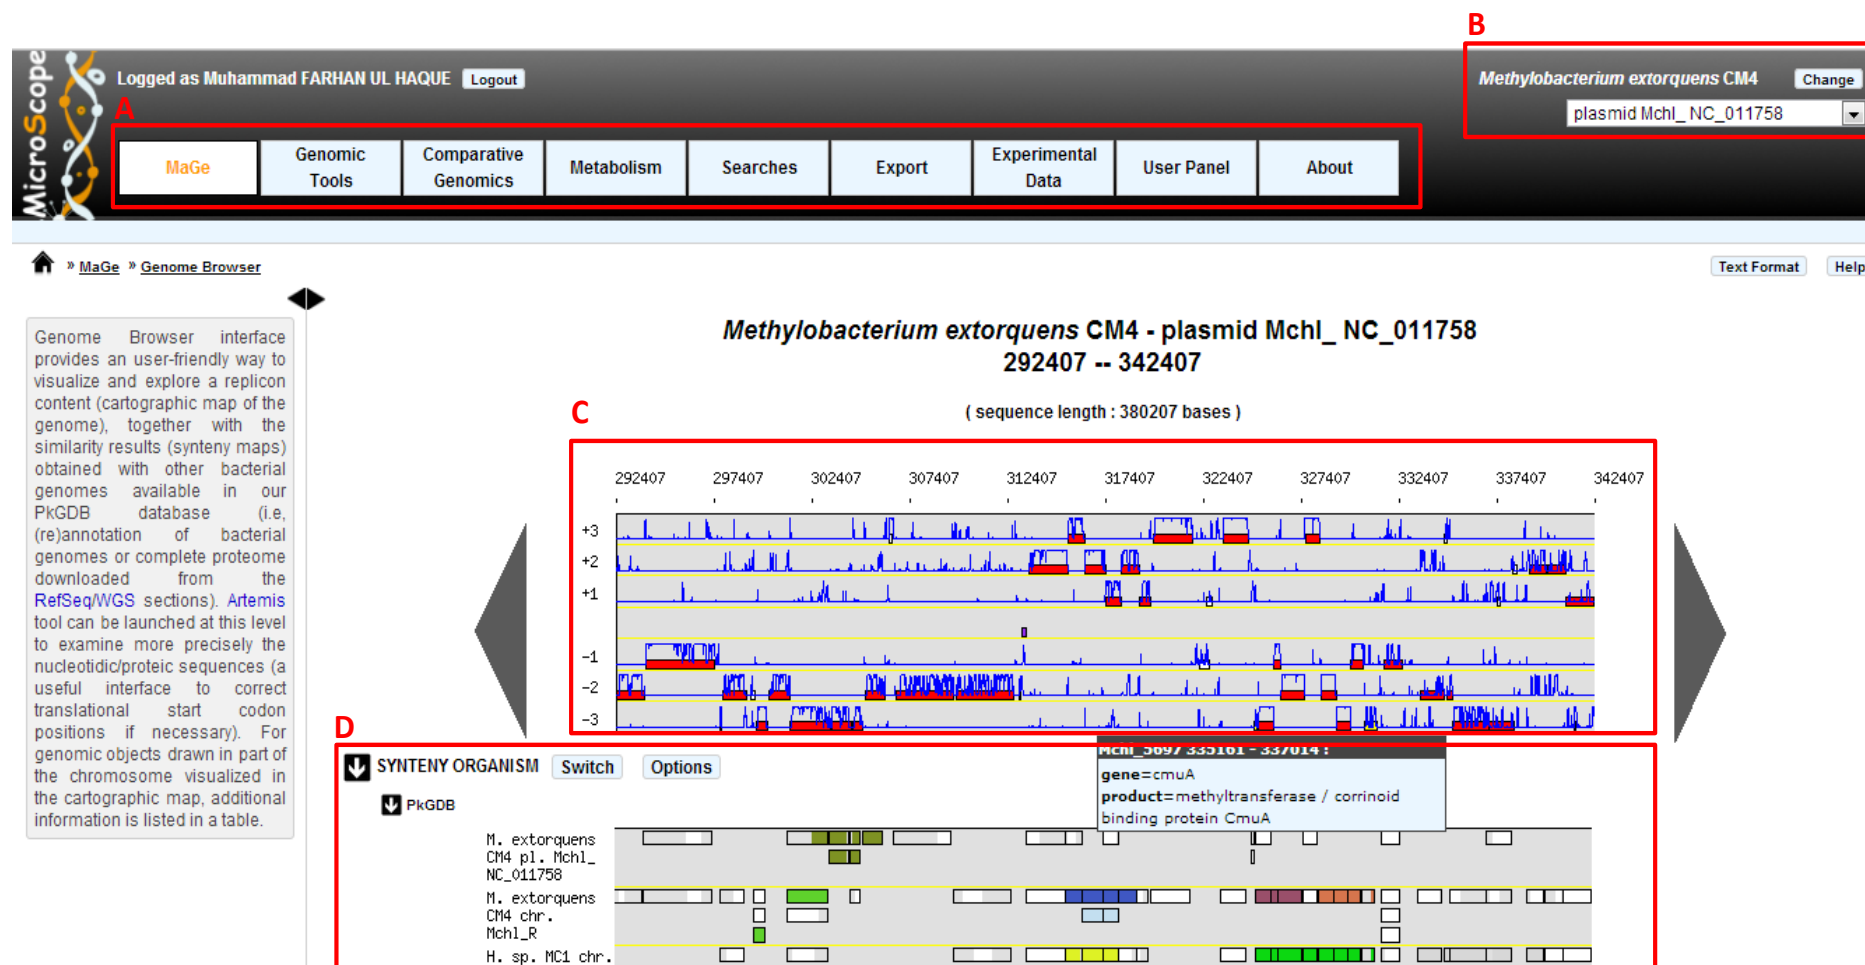 B
MicroScope
Logged as Muhammad FARHAN UL HAQUE Logout
Methylobacterium extorquens CM4 Change
plasmid Mchl_ NC_011758
A
MaGe
Genomic Tools
Comparative Genomics
Metabolism
Searches
Export
Experimental Data
User Panel
About
» MaGe » Genome Browser
Text Format Help
Genome Browser interface
provides an user-friendly way to
visualize and explore a replicon
content (cartographic map of the
genome), together with the
similarity results (synteny maps)
obtained with other bacterial
genomes available in our
PkGDB database (i.e,
(re)annotation of bacterial
genomes or complete proteome
downloaded from the
RefSeq/WGS sections). Artemis
tool can be launched at this level
to examine more precisely the
nucleotidic/proteic sequences (a
useful interface to correct
translational start codon
positions if necessary). For
genomic objects drawn in part of
the chromosome visualized in
the cartographic map, additional
information is listed in a table.
Methylobacterium extorquens CM4 - plasmid Mchl_ NC_011758
292407 -- 342407
( sequence length : 380207 bases )
C
292407 297407 302407 307407 312407 317407 322407 327407 332407 337407 342407
+3
+2
+1
-1
-2
-3
D
SYNTENY ORGANISM Switch Options
PkGDB
Mchl_5697 335161 - 337014 :
gene=cmuA
product=methyltransferase / corrinoid
binding protein CmuA
M. extorquens
CM4 pl. Mchl_
NC_011758
M. extorquens
CM4 chr.
Mchl_R
H. sp. MC1 chr.